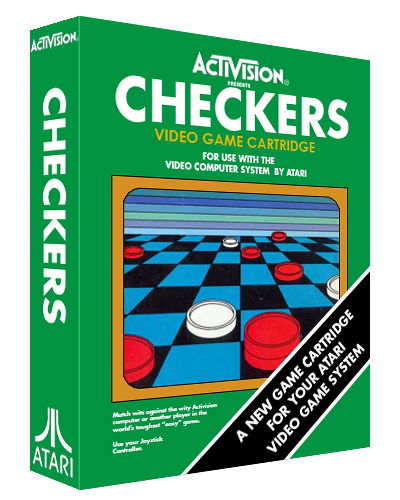 CHECKERS
ATARI
ACTIVISION®
PRESENTS
CHECKERS
VIDEO GAME CARTRIDGE
FOR USE WITH THE
VIDEO COMPUTER SYSTEM BY ATARI
Match wits against the wity Activision
computer or another player in the
world's toughest "easy" game.
Use your Joystick
Controller.
A NEW GAME CARTRIDGE
FOR YOUR ATARI
VIDEO GAME SYSTEM